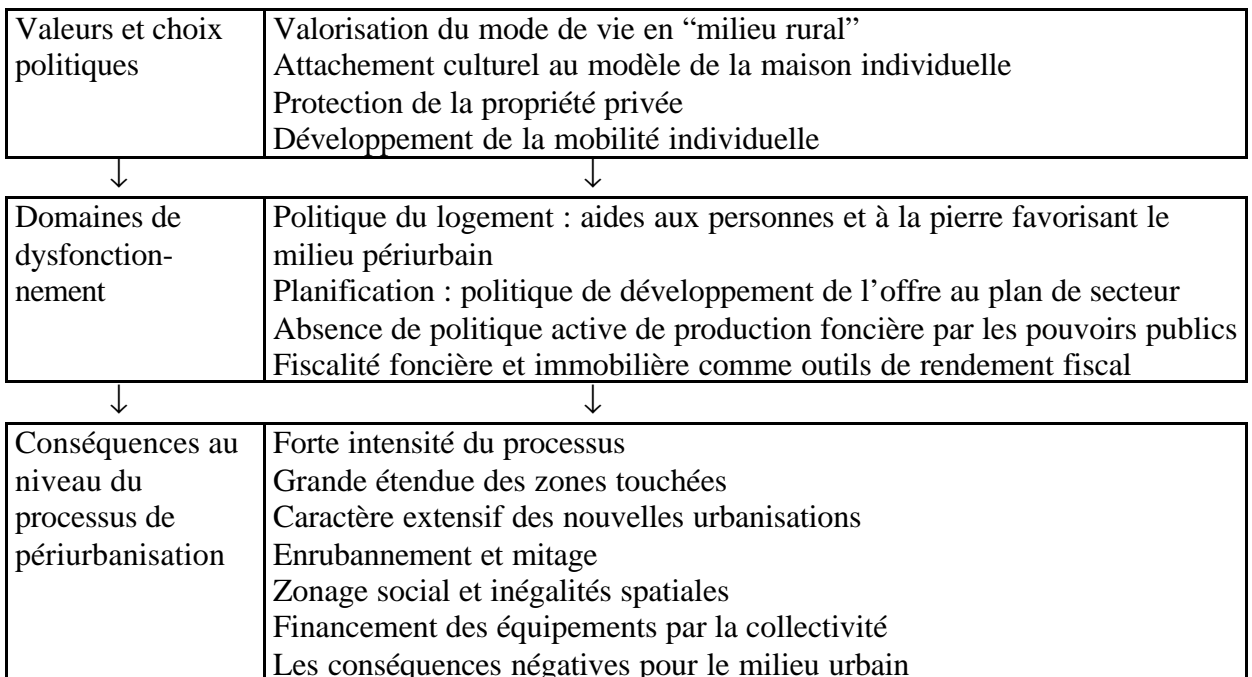 Valeurs et choix
politiques
Valorisation du mode de vie en “milieu rural”
Attachement culturel au modèle de la maison individuelle
Protection de la propriété privée
Développement de la mobilité individuelle
↓ ↓
Domaines de
dysfonction-
nement
Politique du logement : aides aux personnes et à la pierre favorisant le
milieu périurbain
Planification : politique de développement de l’offre au plan de secteur
Absence de politique active de production foncière par les pouvoirs publics
Fiscalité foncière et immobilière comme outils de rendement fiscal
↓ ↓
Conséquences au
niveau du
processus de
périurbanisation
Forte intensité du processus
Grande étendue des zones touchées
Caractère extensif des nouvelles urbanisations
Enrubannement et mitage
Zonage social et inégalités spatiales
Financement des équipements par la collectivité
Les conséquences négatives pour le milieu urbain